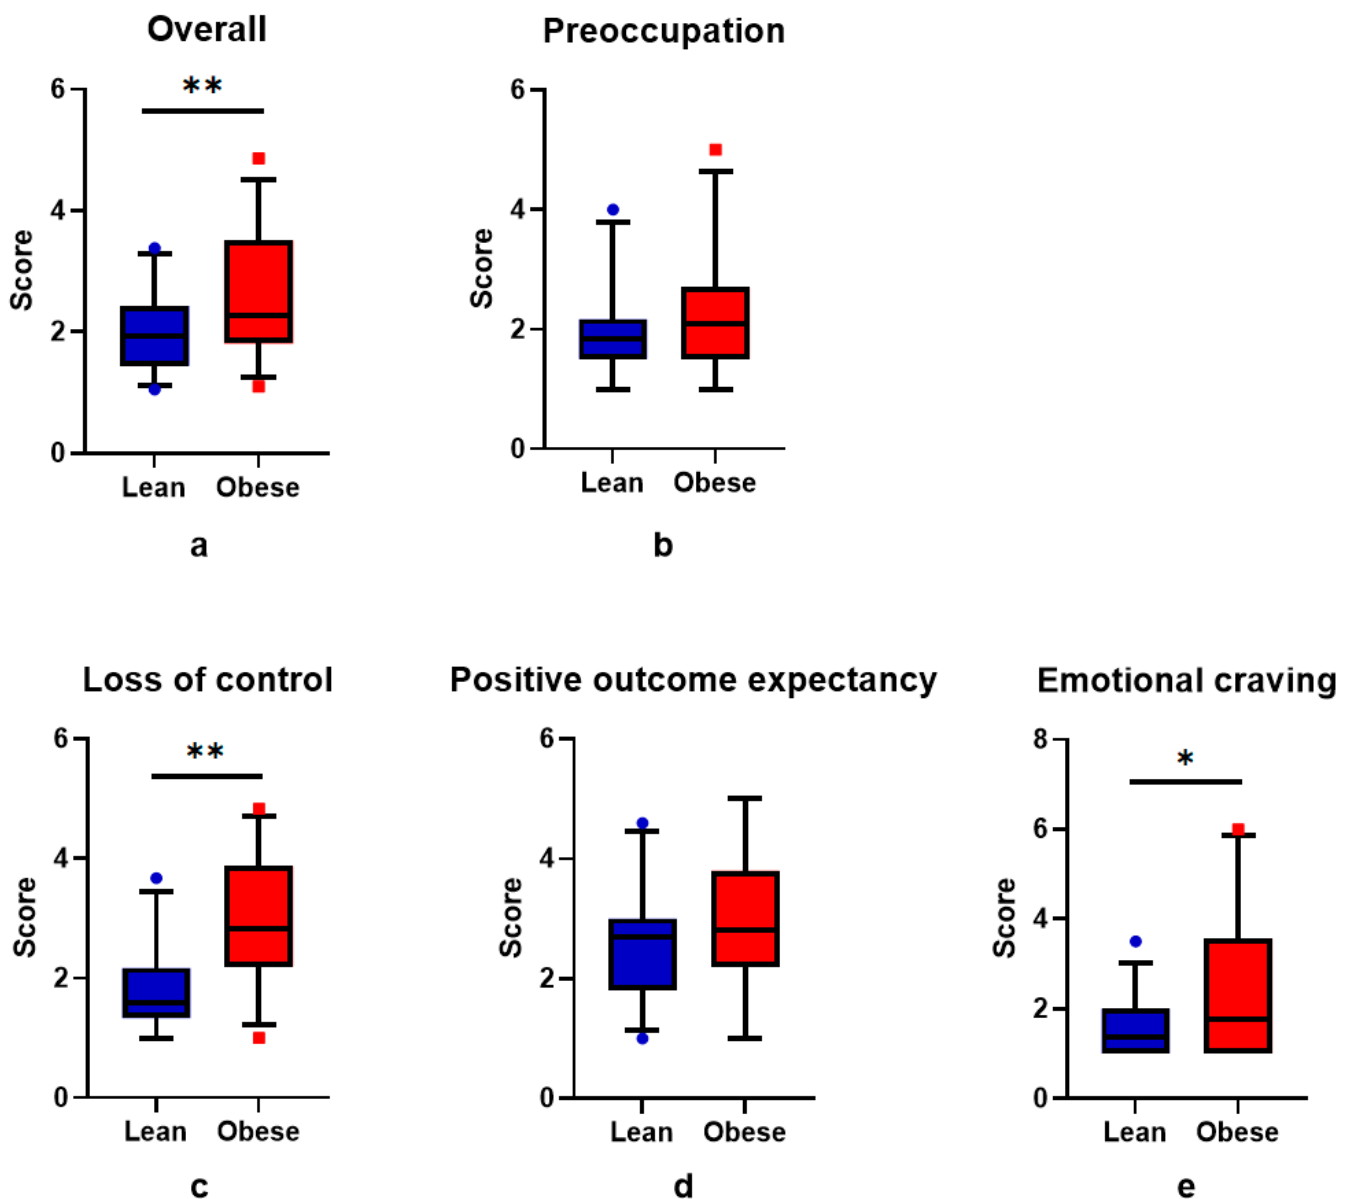 Overall
Preoccupation
**
6
4
2
0
Score
Lean Obese
a
6
4
2
0
Score
Lean Obese
b
Loss of control
Positive outcome expectancy
Emotional craving
**
6
4
2
0
Score
Lean Obese
c
6
4
2
0
Score
Lean Obese
d
*
8
6
4
2
0
Score
Lean Obese
e